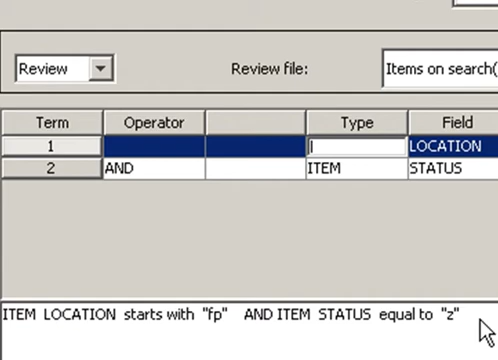 Review Review file: Items on search(
Term Operator Type Field
1 LOCATION
2 AND ITEM STATUS
ITEM LOCATION starts with "fp" AND ITEM STATUS equal to "z"